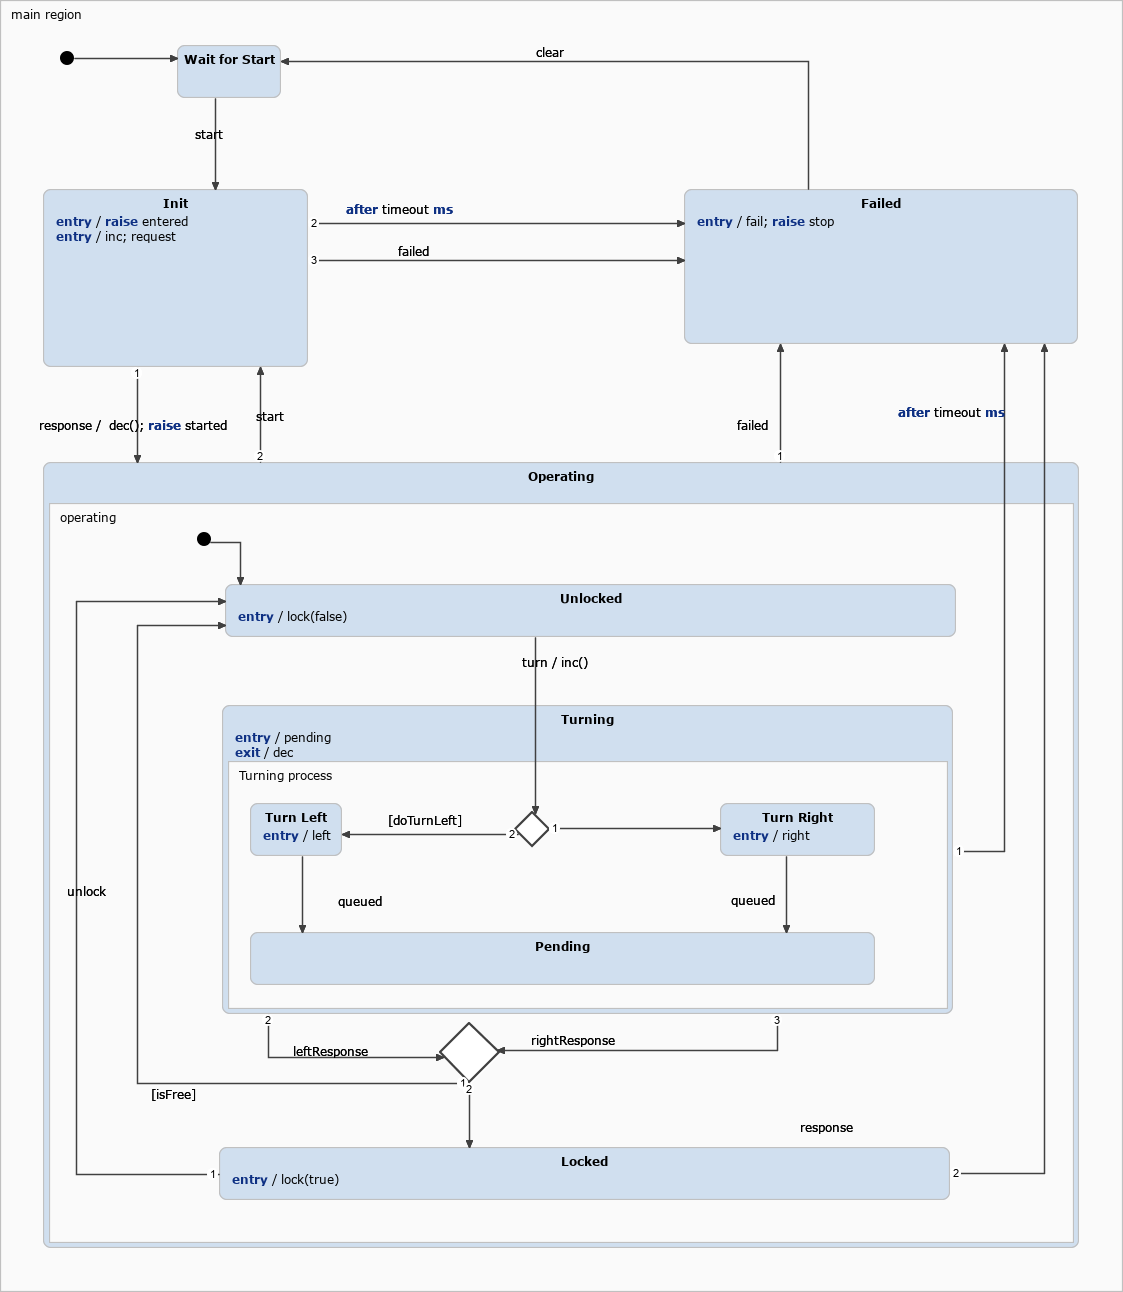 main region
Wait for Start
clear
start
Init
entry / raise entered
entry / inc; request
2
after timeout ms
3
failed
Failed
entry / fail; raise stop
1
response /  dec(); raise started
start
2
failed
1
after timeout ms
Operating
operating
Unlocked
entry / lock(false)
turn / inc()
Turning
entry / pending
exit / dec
Turning process
Turn Left
entry / left
[doTurnLeft]
2
1
Turn Right
entry / right
1
unlock
queued
queued
Pending
2
3
leftResponse
rightResponse
1
2
[isFree]
response
Locked
entry / lock(true)
1
2